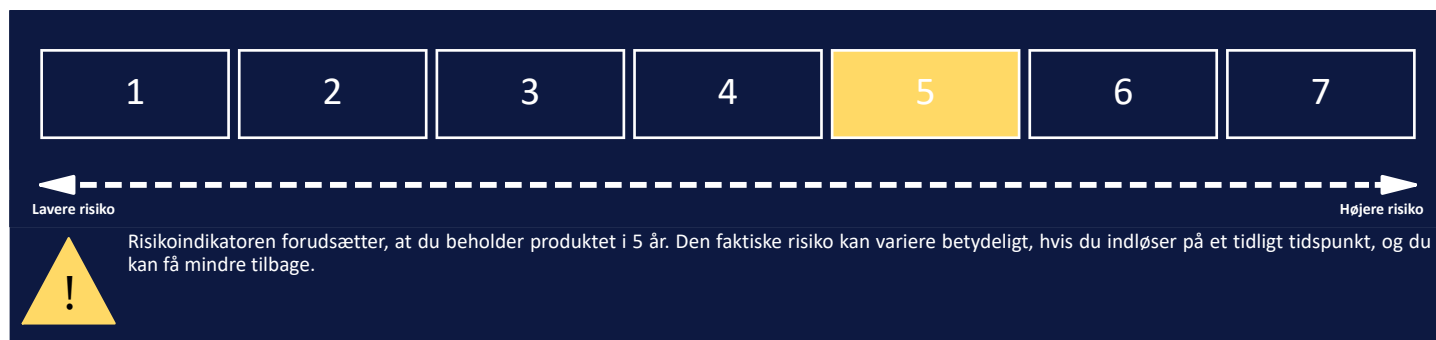 1 2 3 4 5 6 7
Lavere risiko Højere risiko
Risikoindikatoren forudsætter, at du beholder produktet i 5 år. Den faktiske risiko kan variere betydeligt, hvis du indløser på et tidligt tidspunkt, og du
kan få mindre tilbage.
!